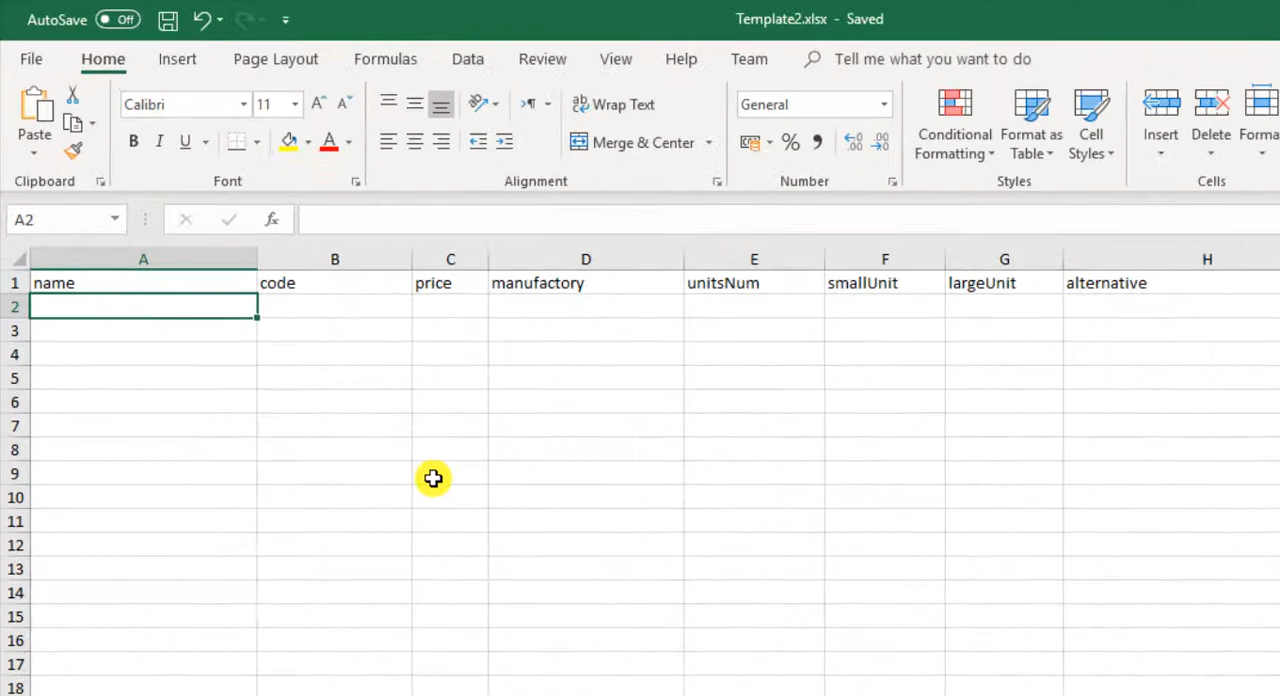 AutoSave Off Template2.xlsx - Saved
File Home Insert Page Layout Formulas Data Review View Help Team Tell me what you want to do
Calibri 11 Wrap Text General
Paste B I U Merge & Center % Conditional Formatting Format as Table Cell Styles Insert Delete Forma
Clipboard Font Alignment Number Styles Cells
A2 fx
A B C D E F G H
1 name code price manufactory unitsNum smallUnit largeUnit alternative
2
3
4
5
6
7
8
9
10
11
12
13
14
15
16
17
18